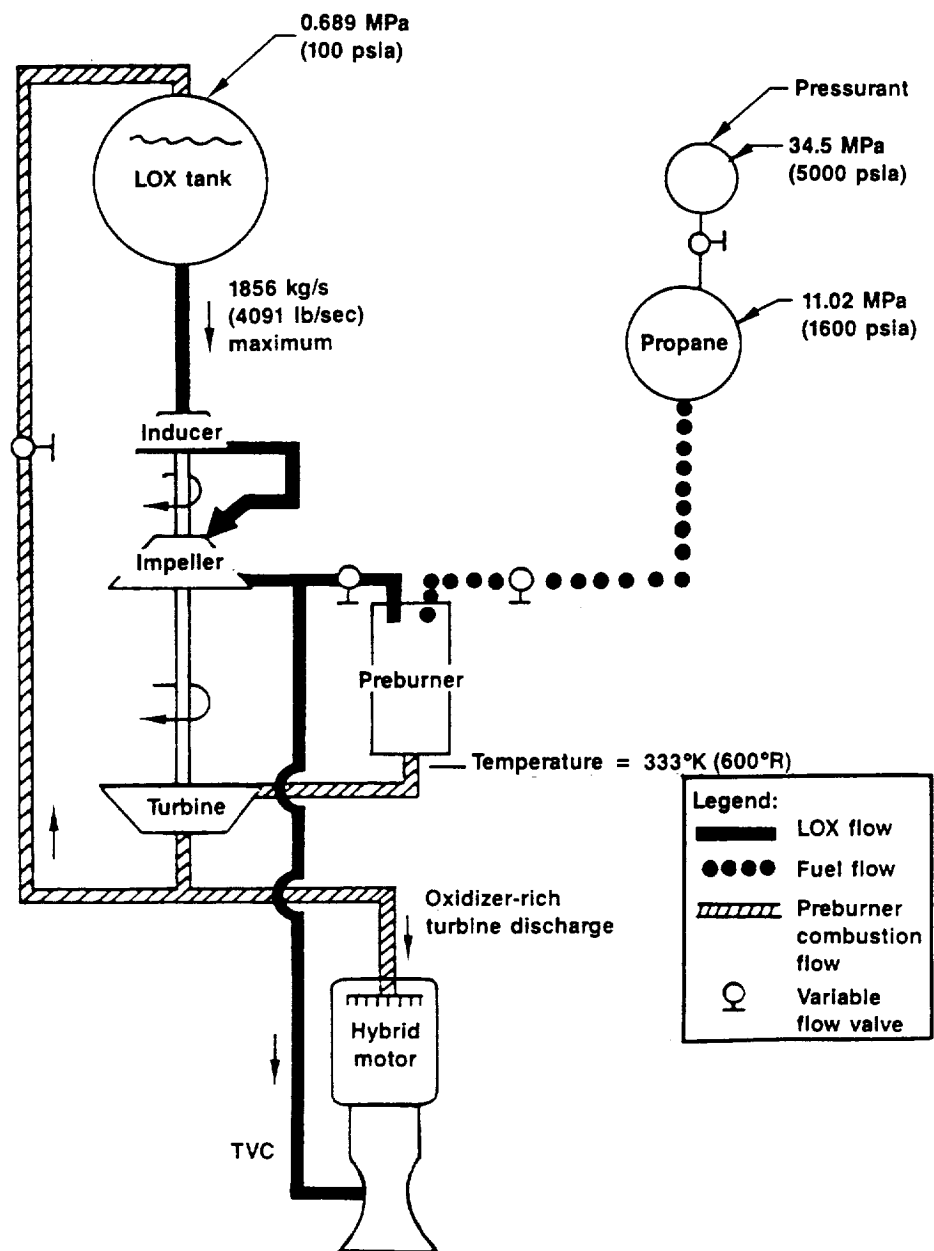 0.689 MPa
(100 psia)
LOX tank
Pressurant
34.5 MPa
(5000 psia)
1856 kg/s
(4091 lb/sec)
maximum
11.02 MPa
(1600 psia)
Propane
Inducer
Impeller
Preburner
Temperature = 333°K (600°R)
Turbine
Legend:
LOX flow
Fuel flow
Preburner
combustion
flow
Variable
flow valve
Oxidizer-rich
turbine discharge
Hybrid
motor
TVC